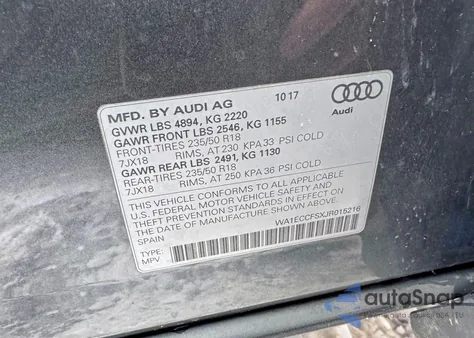 MFD. BY AUDI AG 10 17
GVWR LBS 4894, KG 2220
GAWR FRONT LBS 2546, KG 1155
FRONT-TIRES 235/50 R18
7JX18 RIMS, AT 230 KPA 33 PSI COLD
GAWR REAR LBS 2491, KG 1130
REAR-TIRES 235/50 R18
7JX18 RIMS, AT 250 KPA 36 PSI COLD
Audi
THIS VEHICLE CONFORMS TO ALL APPLICABLE
U.S. FEDERAL MOTOR VEHICLE SAFETY AND
THEFT PREVENTION STANDARDS IN EFFECT ON
THE DATE OF MANUFACTURE SHOWN ABOVE.
SPAIN
WA1ECCFSXJR015216
TYPE:
MPV
autoSnap